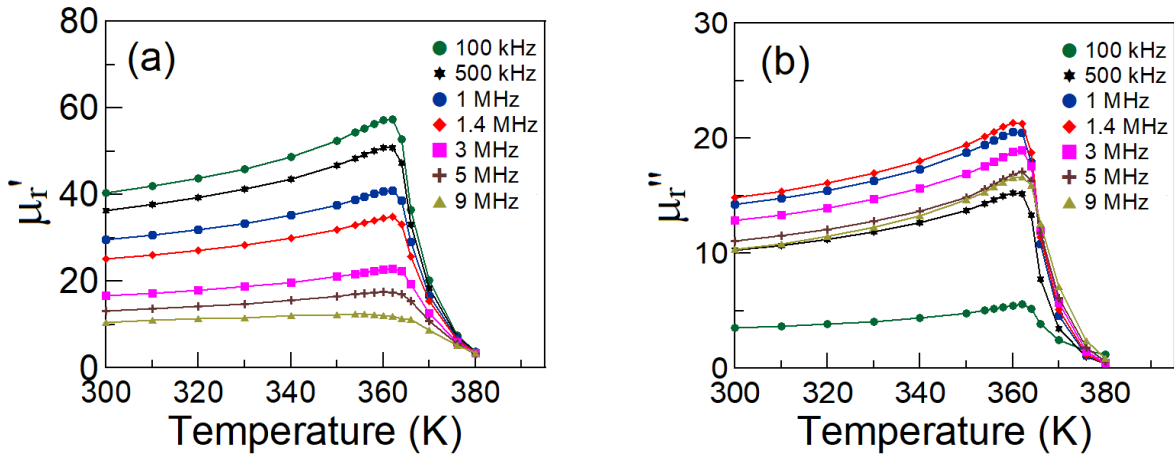 (a)
μr'
80
60
40
20
0
300 320 340 360 380
Temperature (K)
100 kHz
500 kHz
1 MHz
1.4 MHz
3 MHz
5 MHz
9 MHz
(b)
μr"
30
20
10
0
300 320 340 360 380
Temperature (K)
100 kHz
500 kHz
1 MHz
1.4 MHz
3 MHz
5 MHz
9 MHz